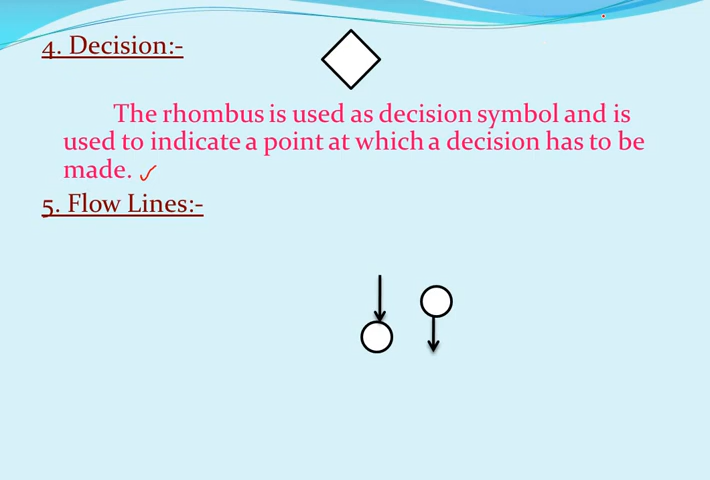 4. Decision:-
The rhombus is used as decision symbol and is
used to indicate a point at which a decision has to be
made.
5. Flow Lines:-